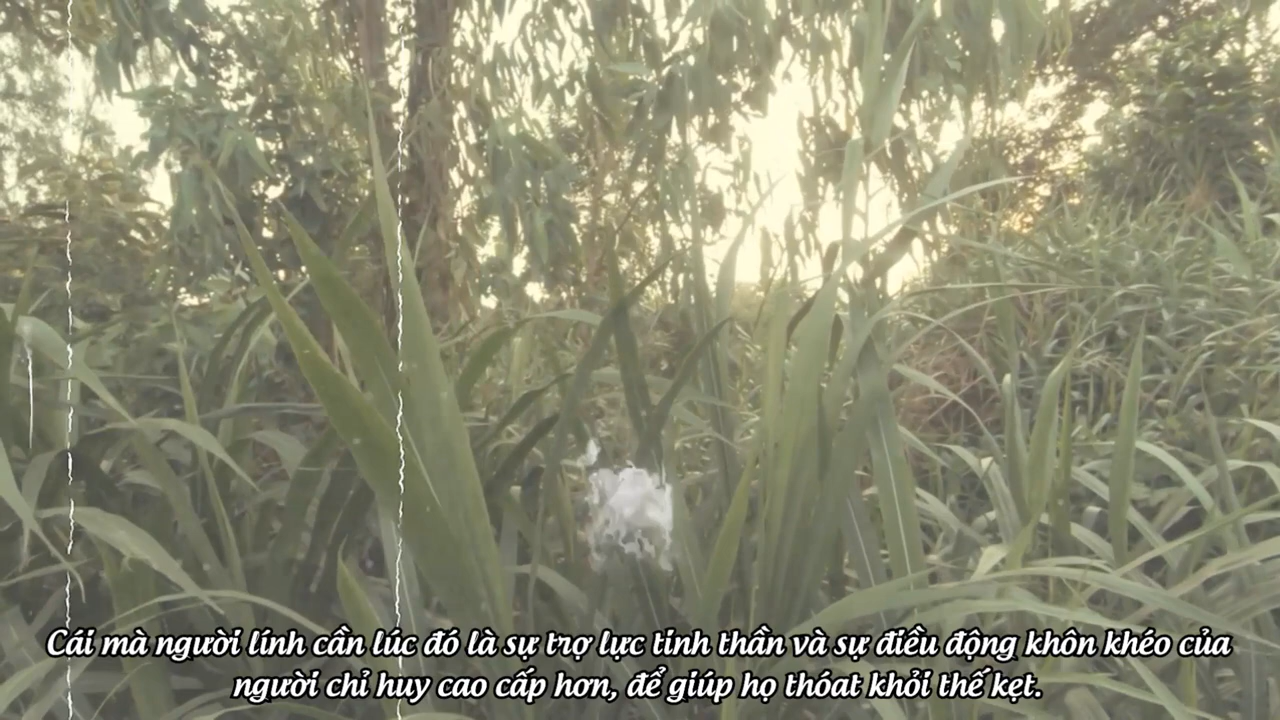 Cái mà người lính cần lúc đó là sự trợ lực tinh thần và sự điều động khôn khéo của
người chỉ huy cao cấp hơn, để giúp họ thóat khỏi thế kẹt.